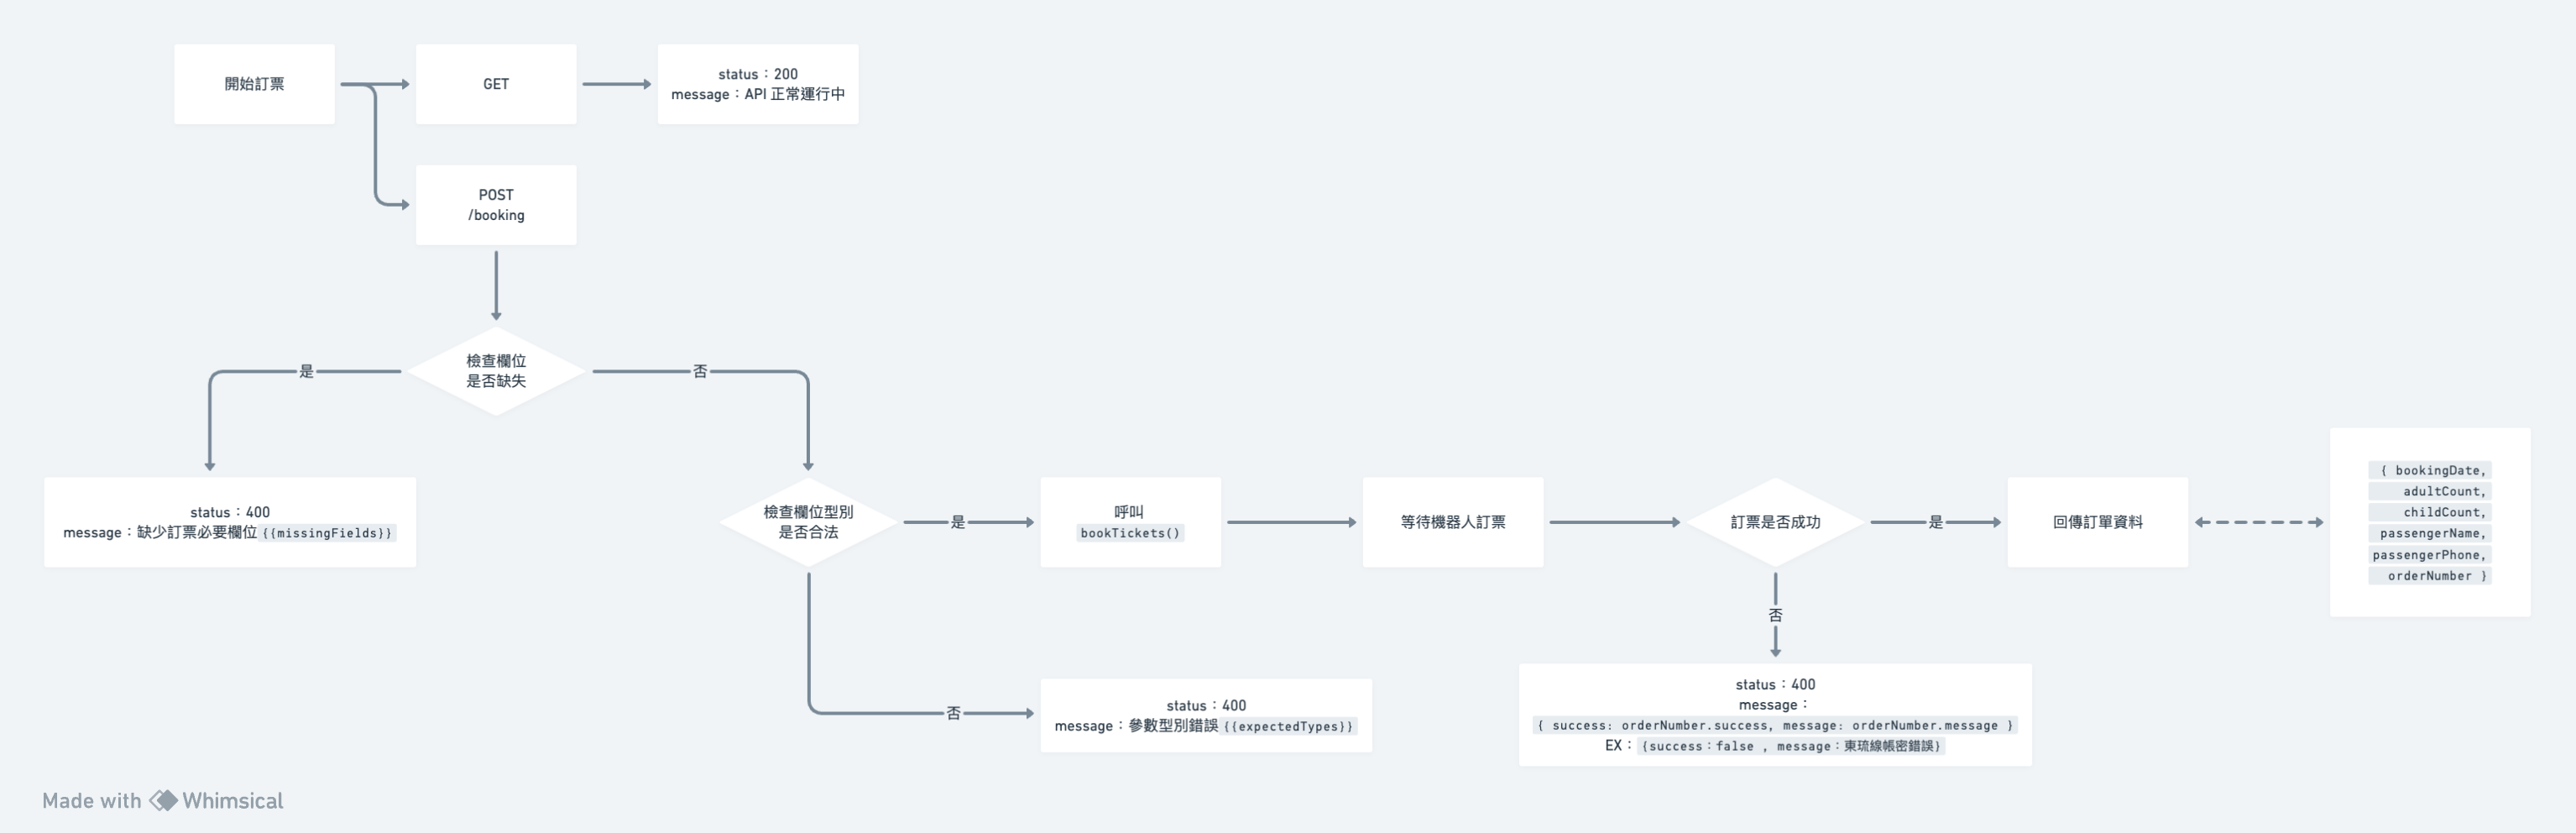 開始訂票
GET
status：200
message：API 正常運行中
POST
/booking
檢查欄位
是否缺失
是
否
status：400
message：缺少訂票必要欄位 {{missingFields}}
檢查欄位型別
是否合法
是
呼叫
bookTickets()
等待機器人訂票
訂票是否成功
是
回傳訂單資料
{ bookingDate,
adultCount,
childCount,
passengerName,
passengerPhone,
orderNumber }
否
status：400
message：參數型別錯誤 {{expectedTypes}}
否
status：400
message：
{ success: orderNumber.success, message: orderNumber.message }
EX： {success：false , message：東琉線帳密錯誤}
Made with Whimsical